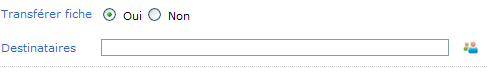 Transférer fiche Oui Non
Destinataires